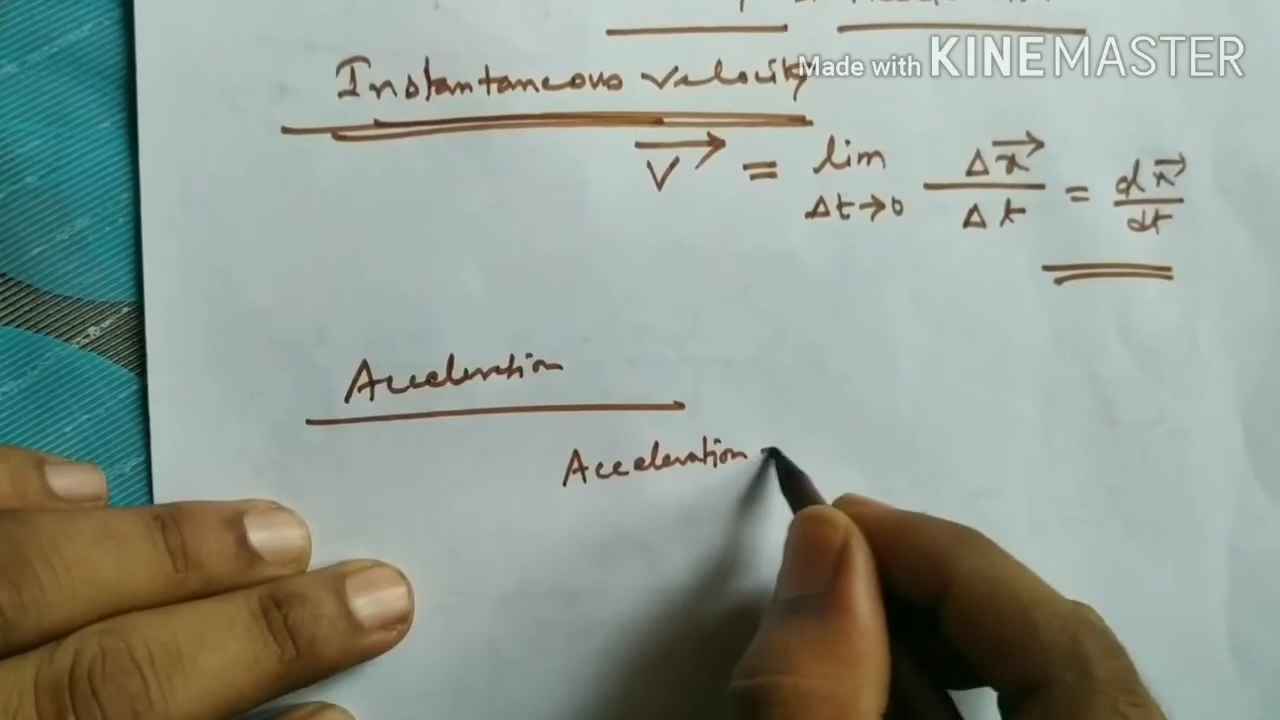 Made with KINEMASTER
Instantaneous Velocity
V⃗ = lim Δt→0 Δx⃗ / Δt = dx⃗ / dt
Acceleration
Acceleration